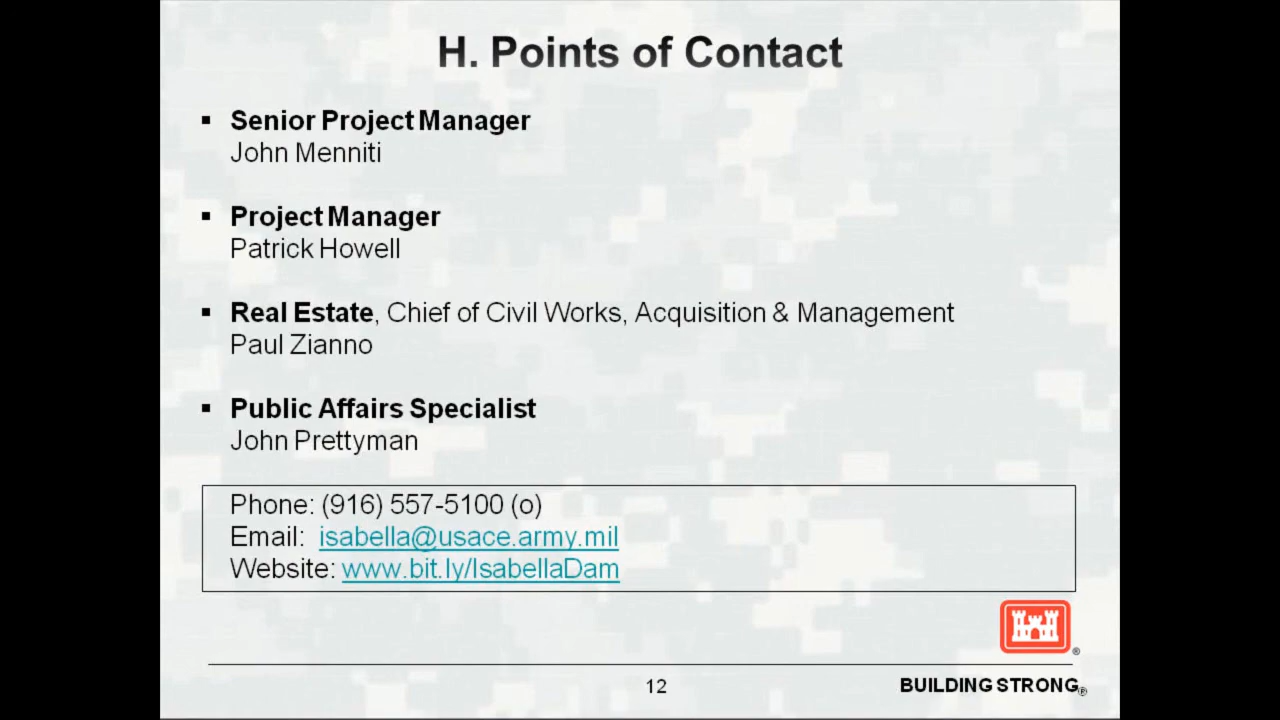 H. Points of Contact
▪ Senior Project Manager
John Menniti
▪ Project Manager
Patrick Howell
▪ Real Estate, Chief of Civil Works, Acquisition & Management
Paul Zianno
▪ Public Affairs Specialist
John Prettyman
Phone: (916) 557-5100 (o)
Email: isabella@usace.army.mil
Website: www.bit.ly/IsabellaDam
®
12
BUILDING STRONG®